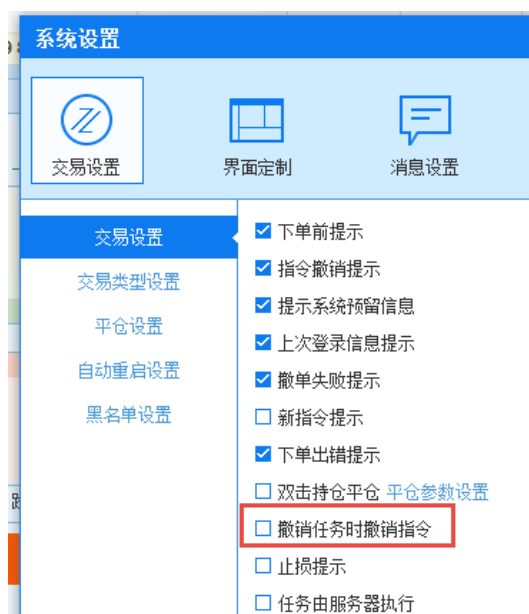 系统设置
交易设置
界面定制
消息设置
交易设置
交易类型设置
平仓设置
自动重启设置
黑名单设置
下单前提示
指令撤销提示
提示系统预留信息
上次登录信息提示
撤单失败提示
新指令提示
下单出错提示
双击持仓平仓 平仓参数设置
撤销任务时撤销指令
止损提示
任务由服务器执行